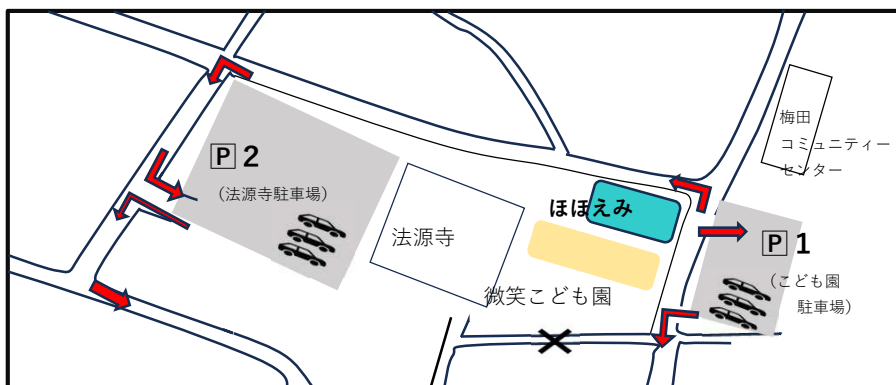 梅田
コミュニティー
センター
🄿 2
(法源寺駐車場)
ほほえみ
法源寺
🄿 1
(こども園
駐車場)
微笑こども園